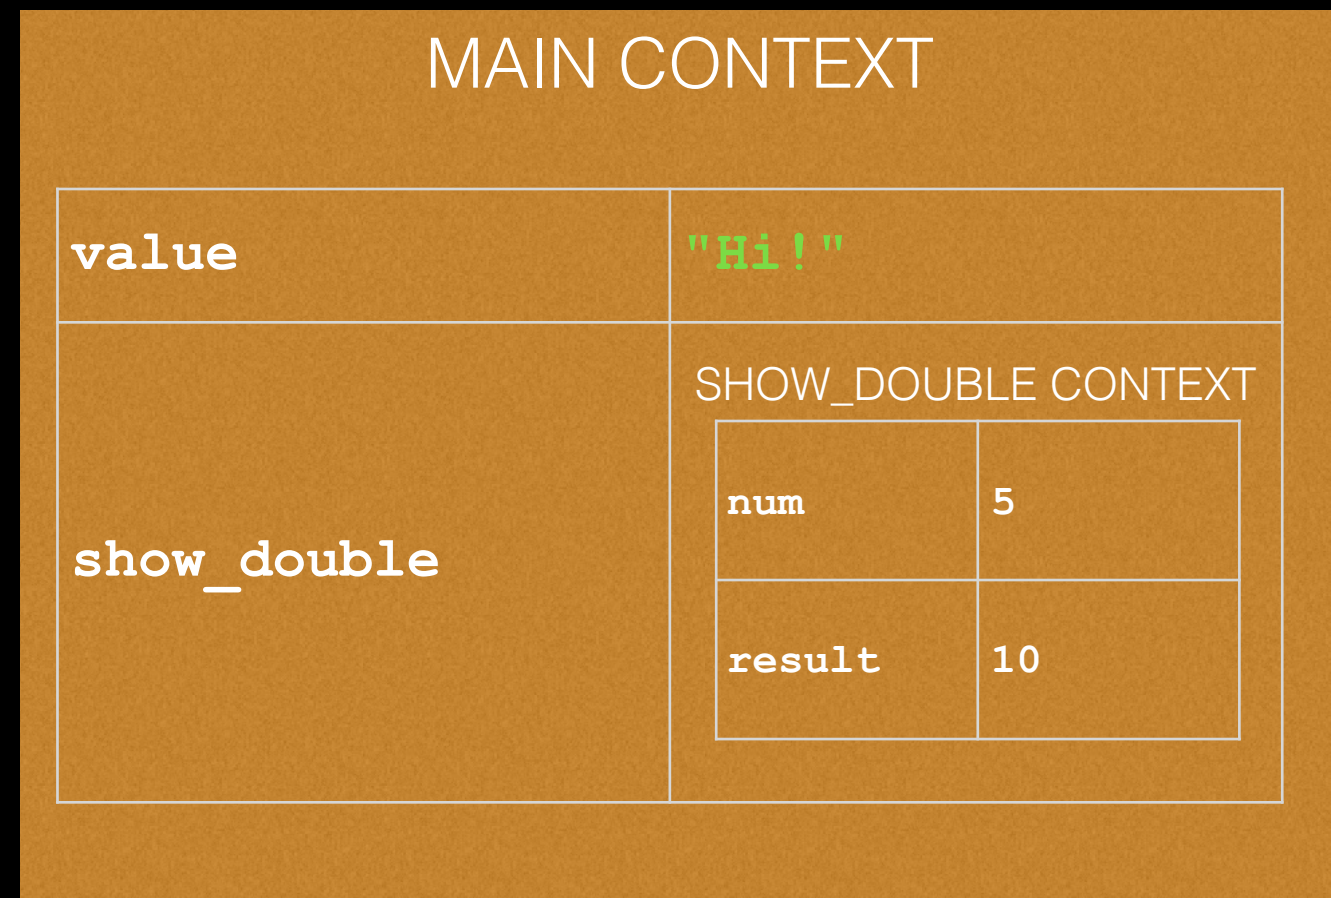 MAIN CONTEXT
value "Hi!"
show_double
SHOW_DOUBLE CONTEXT
num 5
result 10